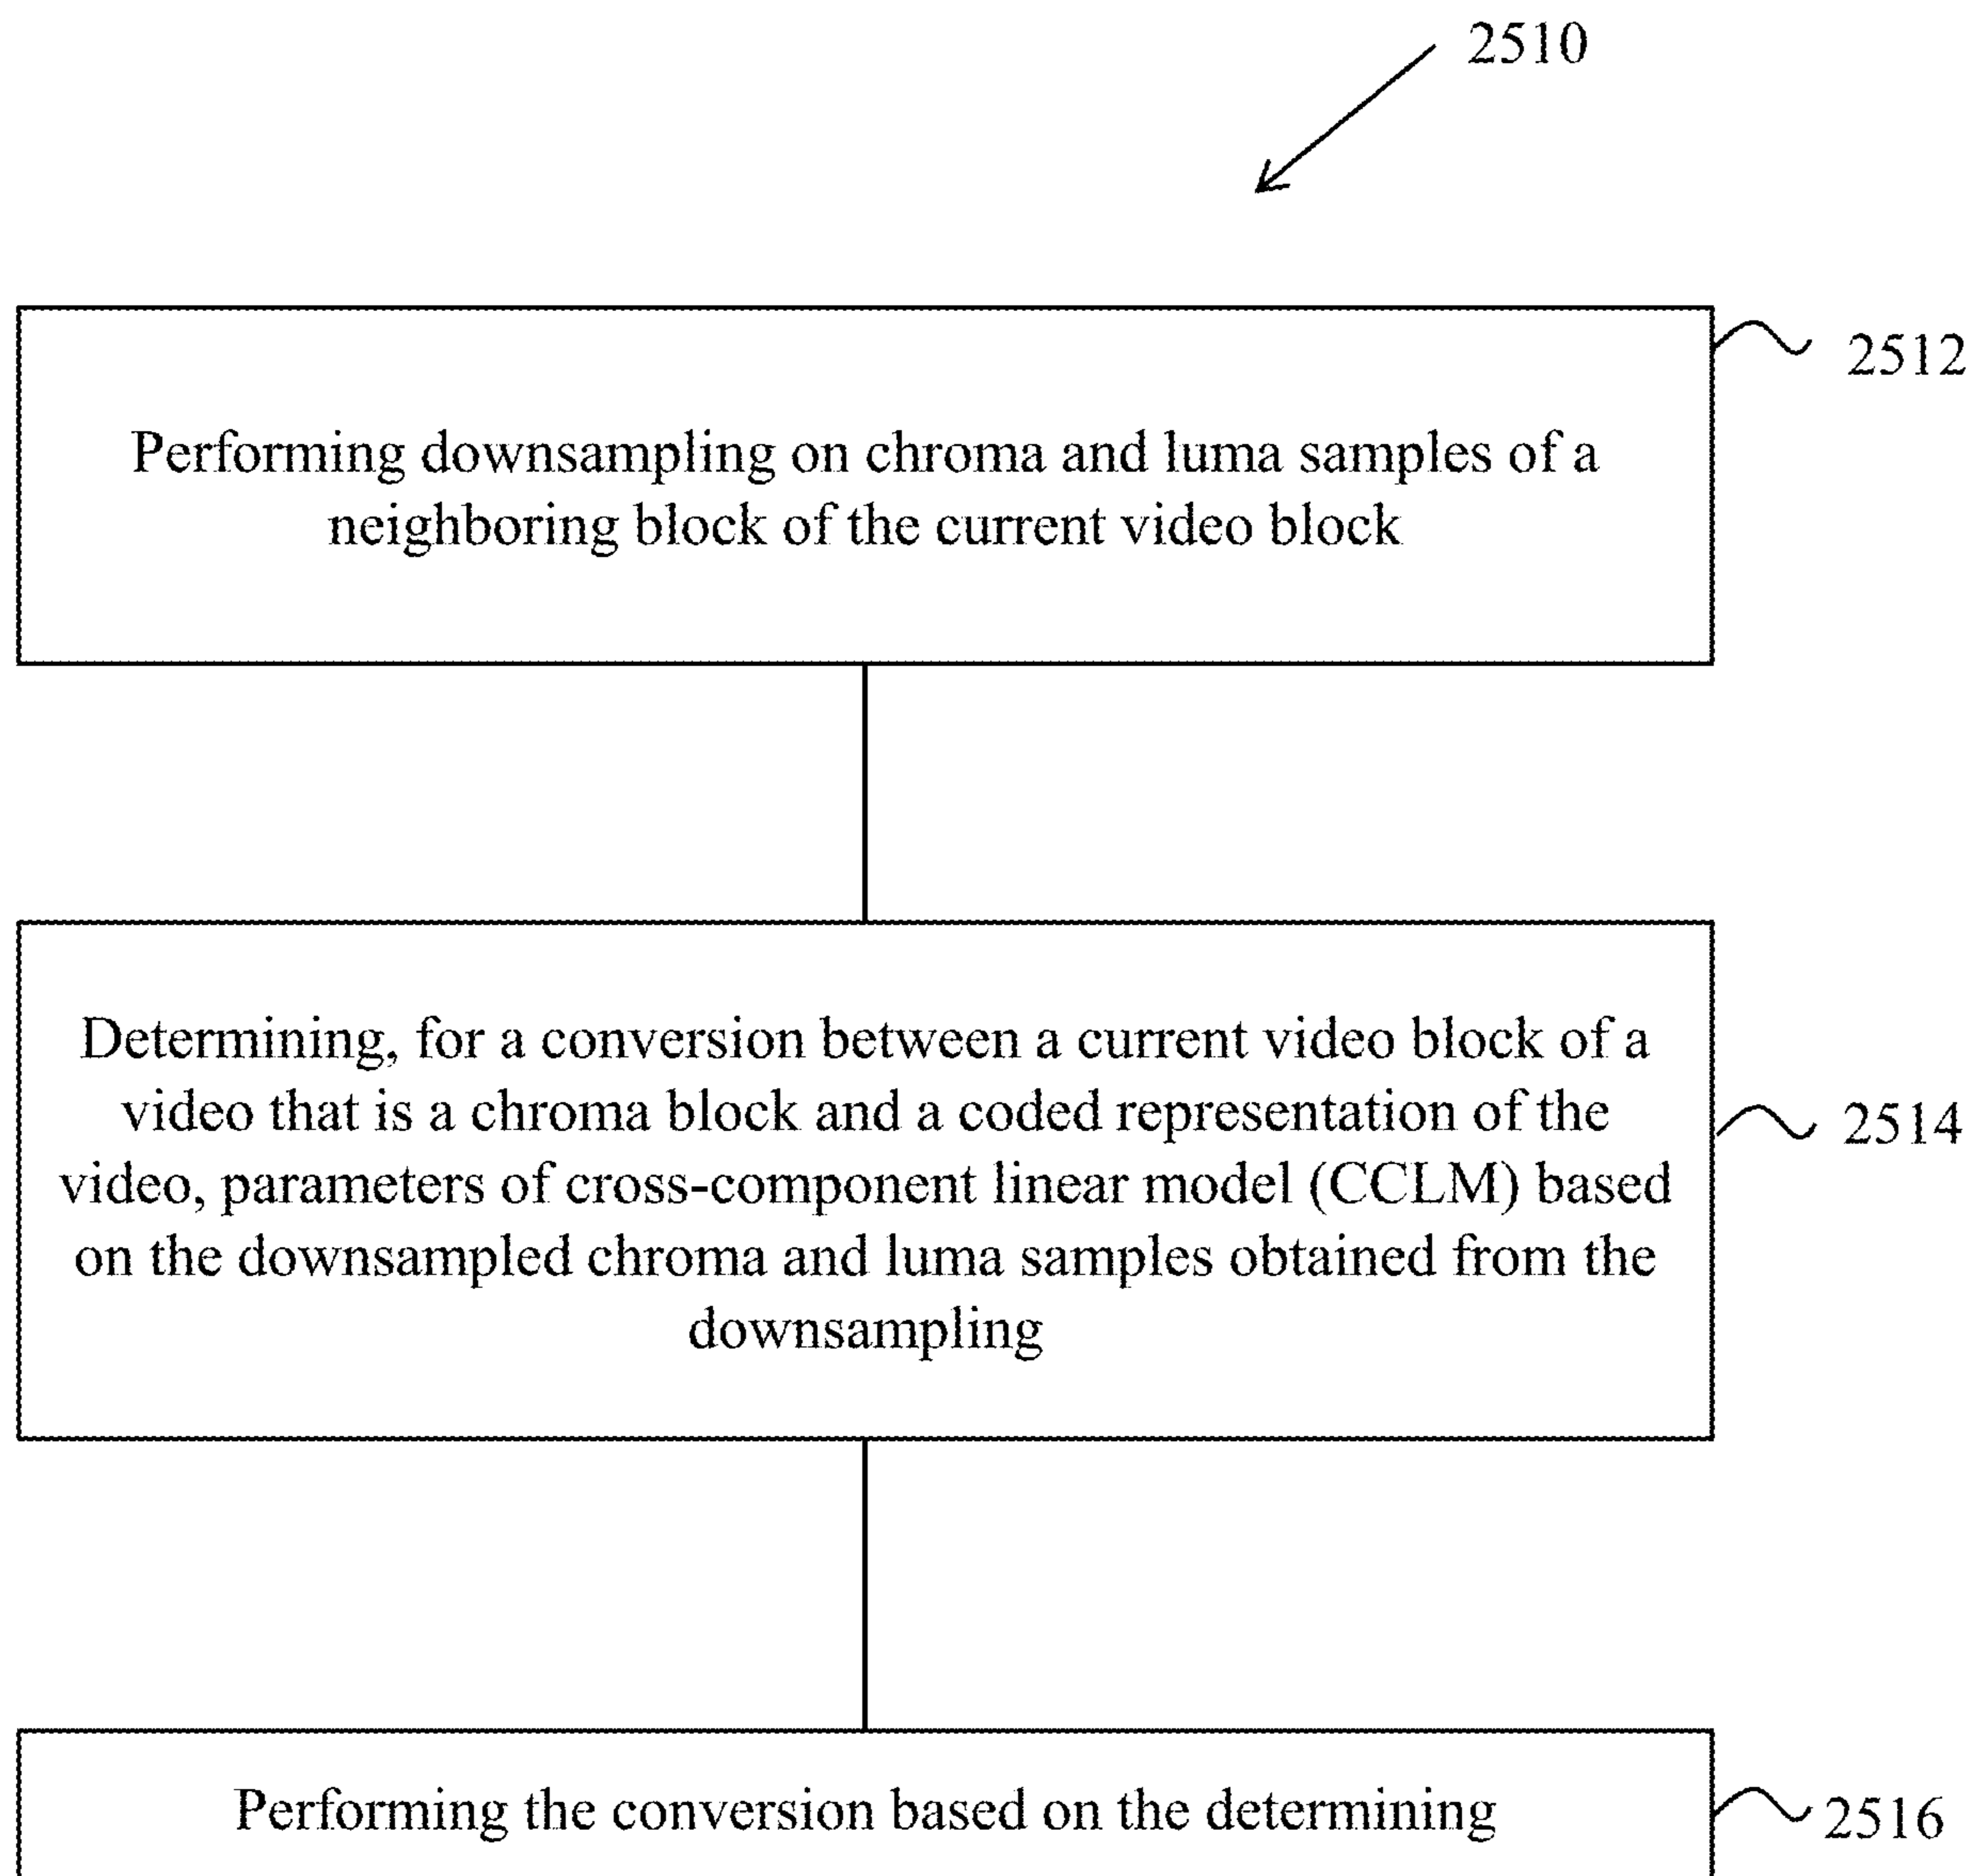 2510
2512
Performing downsampling on chroma and luma samples of a
neighboring block of the current video block
Determining, for a conversion between a current video block of a
video that is a chroma block and a coded representation of the
video, parameters of cross-component linear model (CCLM) based
on the downsampled chroma and luma samples obtained from the
downsampling
2514
Performing the conversion based on the determining
2516